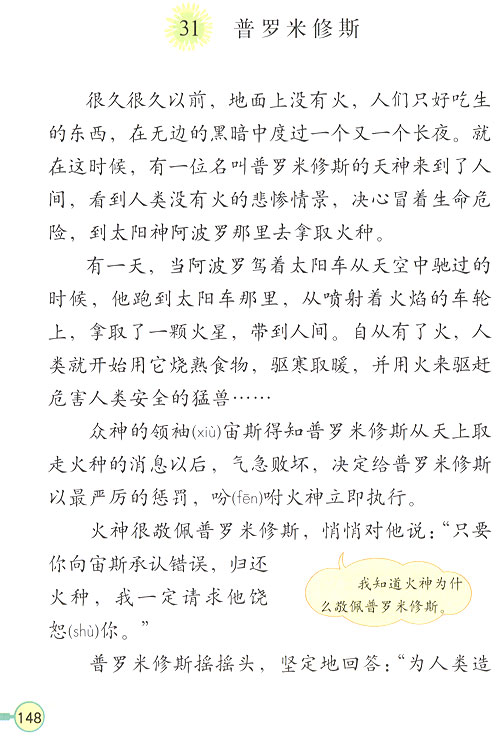 31 普罗米修斯
很久很久以前，地面上没有火，人们只好吃生
的东西，在无边的黑暗中度过一个又一个长夜。就
在这时候，有一位名叫普罗米修斯的天神来到了人
间，看到人类没有火的悲惨情景，决心冒着生命危
险，到太阳神阿波罗那里去拿取火种。
有一天，当阿波罗驾着太阳车从天空中驰过的
时候，他跑到太阳车那里，从喷射着火焰的车轮
上，拿取了一颗火星，带到人间。自从有了火，人
类就开始用它烧熟食物，驱寒取暖，并用火来驱赶
危害人类安全的猛兽……
众神的领袖(xiù)宙斯得知普罗米修斯从天上取
走火种的消息以后，气急败坏，决定给普罗米修斯
以最严厉的惩罚，吩(fēn)咐火神立即执行。
火神很敬佩普罗米修斯，悄悄对他说：“只要
你向宙斯承认错误，归还
火种，我一定请求他饶
恕(shù)你。”
我知道火神为什
么敬佩普罗米修斯。
普罗米修斯摇摇头，坚定地回答：“为人类造
148